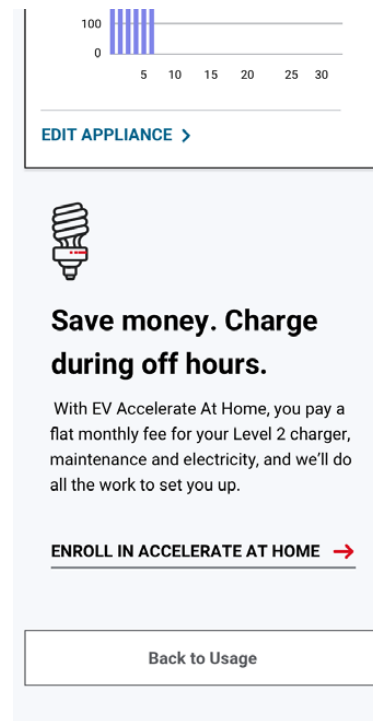 100
0
5 10 15 20 25 30
EDIT APPLIANCE >
Save money. Charge
during off hours.
With EV Accelerate At Home, you pay a
flat monthly fee for your Level 2 charger,
maintenance and electricity, and we’ll do
all the work to set you up.
ENROLL IN ACCELERATE AT HOME →
Back to Usage